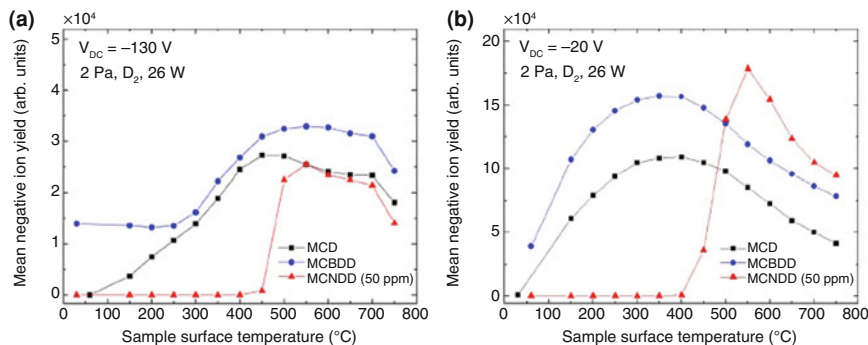 (a)
×10⁴
V_DC = –130 V
2 Pa, D₂, 26 W
Mean negative ion yield (arb. units)
5
4
3
2
1
0
MCD
MCBDD
MCNDD (50 ppm)
0 100 200 300 400 500 600 700 800
Sample surface temperature (°C)
(b)
×10⁴
V_DC = –20 V
2 Pa, D₂, 26 W
Mean negative ion yield (arb. units)
20
15
10
5
0
MCD
MCBDD
MCNDD (50 ppm)
0 100 200 300 400 500 600 700 800
Sample surface temperature (°C)